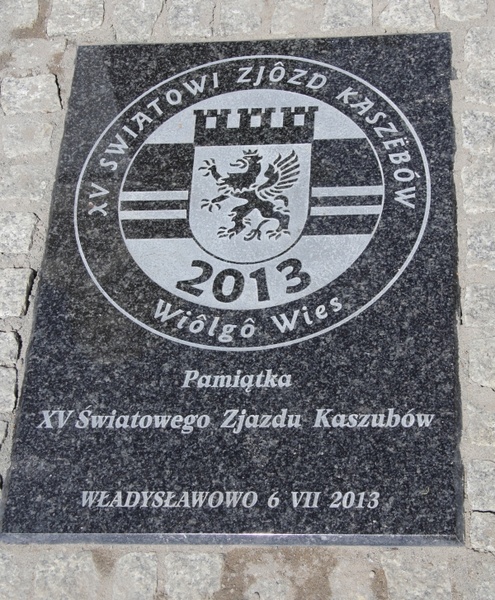 XV SWIATOWI ZJÔZD KASZËBÓW
2013
Wiôlgô Wies
Pamiątka
XV Światowego Zjazdu Kaszubów
WŁADYSŁAWOWO 6 VII 2013